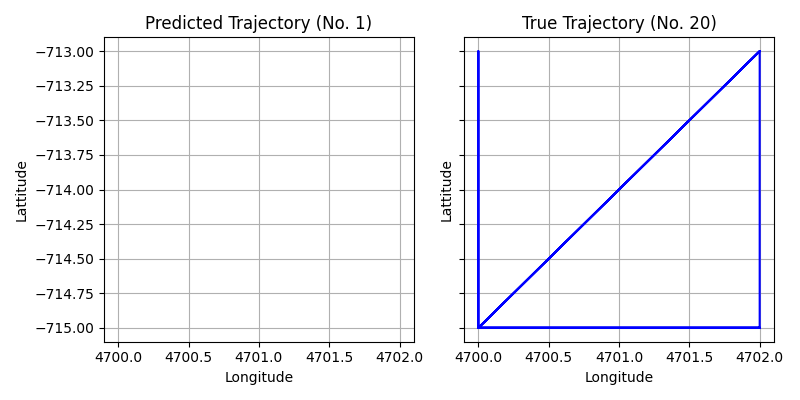 Predicted Trajectory (No. 1)
True Trajectory (No. 20)
−713.00
−713.25
−713.50
−713.75
−714.00
−714.25
−714.50
−714.75
−715.00
Lattitude
Lattitude
4700.0 4700.5 4701.0 4701.5 4702.0
4700.0 4700.5 4701.0 4701.5 4702.0
Longitude
Longitude